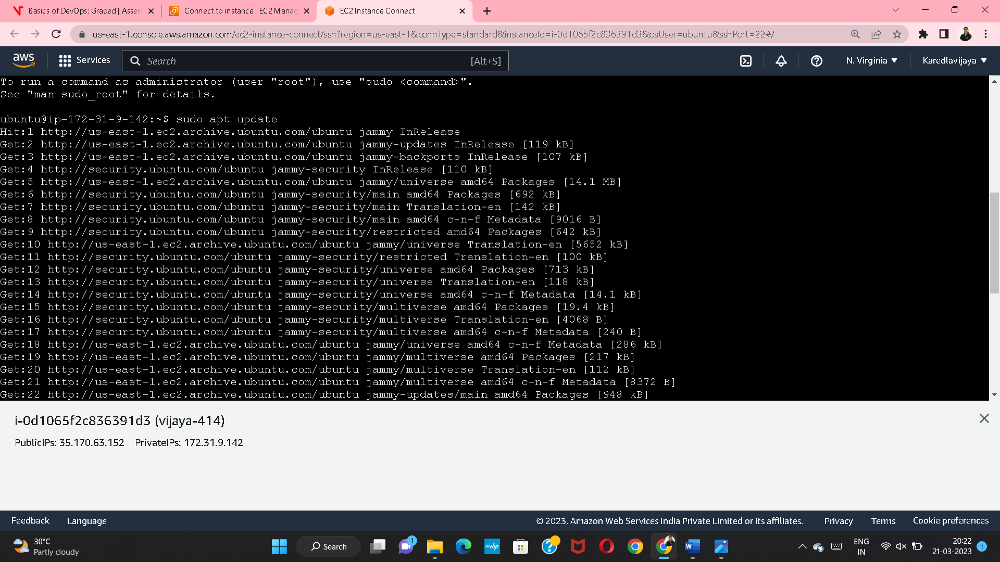 Basics of DevOps: Graded | Asses
Connect to instance | EC2 Manag
EC2 Instance Connect
us-east-1.console.aws.amazon.com/ec2-instance-connect/ssh?region=us-east-1&connType=standard&instanceId=i-0d1065f2c836391d3&osUser=ubuntu&sshPort=22#/
aws Services Search [Alt+S] N. Virginia ▼ Karedlavijaya ▼
To run a command as administrator (user "root"), use "sudo <command>".
See "man sudo_root" for details.
ubuntu@ip-172-31-9-142:~$ sudo apt update
Hit:1 http://us-east-1.ec2.archive.ubuntu.com/ubuntu jammy InRelease
Get:2 http://us-east-1.ec2.archive.ubuntu.com/ubuntu jammy-updates InRelease [119 kB]
Get:3 http://us-east-1.ec2.archive.ubuntu.com/ubuntu jammy-backports InRelease [107 kB]
Get:4 http://security.ubuntu.com/ubuntu jammy-security InRelease [110 kB]
Get:5 http://us-east-1.ec2.archive.ubuntu.com/ubuntu jammy/universe amd64 Packages [14.1 MB]
Get:6 http://security.ubuntu.com/ubuntu jammy-security/main amd64 Packages [692 kB]
Get:7 http://security.ubuntu.com/ubuntu jammy-security/main Translation-en [142 kB]
Get:8 http://security.ubuntu.com/ubuntu jammy-security/main amd64 c-n-f Metadata [9016 B]
Get:9 http://security.ubuntu.com/ubuntu jammy-security/restricted amd64 Packages [642 kB]
Get:10 http://us-east-1.ec2.archive.ubuntu.com/ubuntu jammy/universe Translation-en [5652 kB]
Get:11 http://security.ubuntu.com/ubuntu jammy-security/restricted Translation-en [100 kB]
Get:12 http://security.ubuntu.com/ubuntu jammy-security/universe amd64 Packages [713 kB]
Get:13 http://security.ubuntu.com/ubuntu jammy-security/universe Translation-en [118 kB]
Get:14 http://security.ubuntu.com/ubuntu jammy-security/universe amd64 c-n-f Metadata [14.1 kB]
Get:15 http://security.ubuntu.com/ubuntu jammy-security/multiverse amd64 Packages [19.4 kB]
Get:16 http://security.ubuntu.com/ubuntu jammy-security/multiverse Translation-en [4068 B]
Get:17 http://security.ubuntu.com/ubuntu jammy-security/multiverse amd64 c-n-f Metadata [240 B]
Get:18 http://us-east-1.ec2.archive.ubuntu.com/ubuntu jammy/universe amd64 c-n-f Metadata [286 kB]
Get:19 http://us-east-1.ec2.archive.ubuntu.com/ubuntu jammy/multiverse amd64 Packages [217 kB]
Get:20 http://us-east-1.ec2.archive.ubuntu.com/ubuntu jammy/multiverse Translation-en [112 kB]
Get:21 http://us-east-1.ec2.archive.ubuntu.com/ubuntu jammy/multiverse amd64 c-n-f Metadata [8372 B]
Get:22 http://us-east-1.ec2.archive.ubuntu.com/ubuntu jammy-updates/main amd64 Packages [948 kB]
i-0d1065f2c836391d3 (vijaya-414)
PublicIPs: 35.170.63.152 PrivateIPs: 172.31.9.142
Feedback Language © 2023, Amazon Web Services India Private Limited or its affiliates. Privacy Terms Cookie preferences
30°C
Partly cloudy
Search
1
myhp
W
ENG
IN
20:22
21-03-2023
1